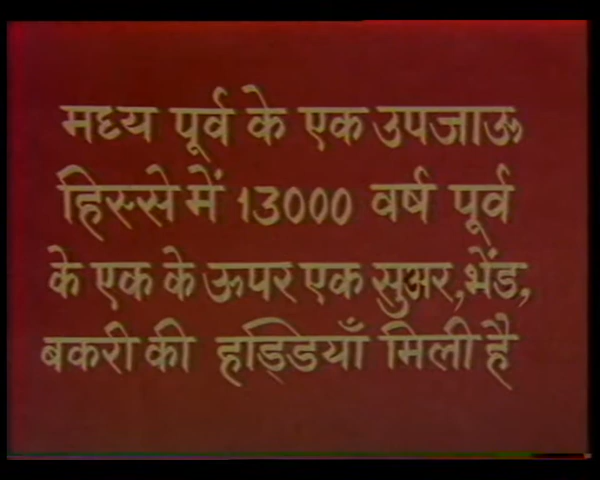 मध्य पूर्व के एक उपजाऊ
हिस्से में 13000 वर्ष पूर्व
के एक के ऊपर एक सुअर, भेंड,
बकरी की हड्डियाँ मिली है